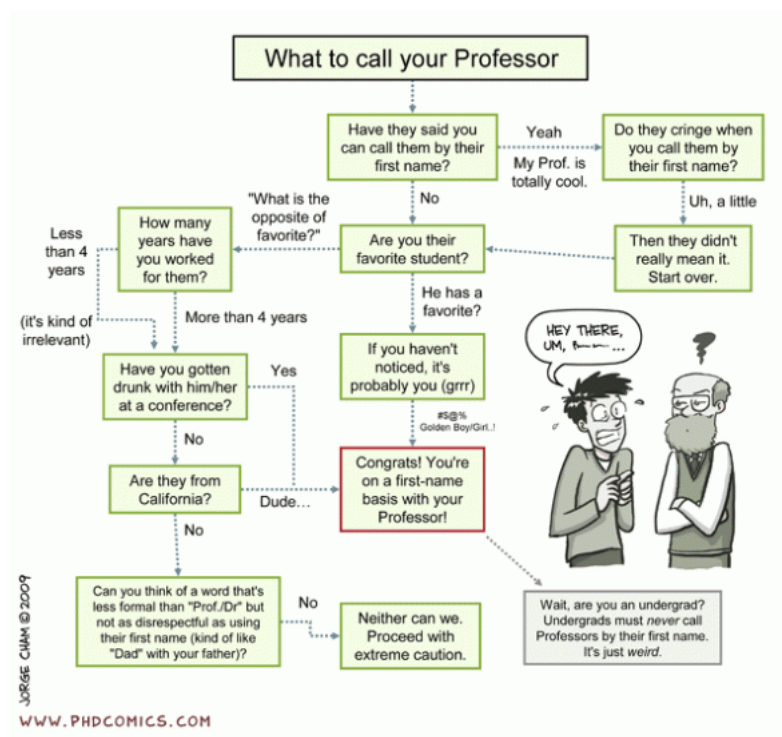 What to call your Professor
Have they said you
can call them by their
first name?
Yeah
My Prof. is
totally cool.
Do they cringe when
you call them by
their first name?
Uh, a little
Then they didn't
really mean it.
Start over.
No
Are you their
favorite student?
"What is the
opposite of
favorite?"
How many
years have
you worked
for them?
Less
than 4
years
(it's kind of
irrelevant)
More than 4 years
He has a
favorite?
If you haven't
noticed, it's
probably you (grrr)
#$@%
Golden Boy/Girl..!
Have you gotten
drunk with him/her
at a conference?
Yes
No
Are they from
California?
Dude...
Congrats! You're
on a first-name
basis with your
Professor!
No
Can you think of a word that's
less formal than "Prof./Dr" but
not as disrespectful as using
their first name (kind of like
"Dad" with your father)?
No
Neither can we.
Proceed with
extreme caution.
Wait, are you an undergrad?
Undergrads must never call
Professors by their first name.
It's just weird.
HEY THERE,
UM, ...
?
JORGE CHAM © 2009
WWW.PHDCOMICS.COM